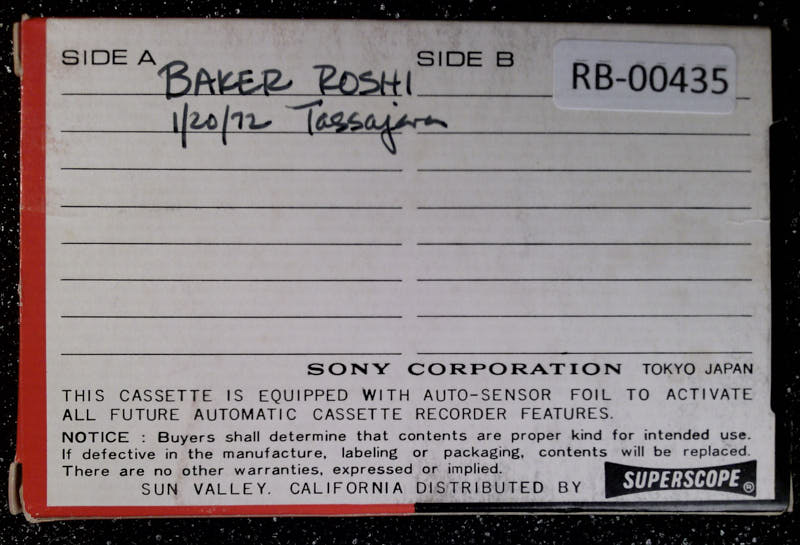 SIDE A
SIDE B
RB-00435
BAKER ROSHI
1/20/72 Tassajara
SONY CORPORATION TOKYO JAPAN
THIS CASSETTE IS EQUIPPED WITH AUTO-SENSOR FOIL TO ACTIVATE
ALL FUTURE AUTOMATIC CASSETTE RECORDER FEATURES.
NOTICE : Buyers shall determine that contents are proper kind for intended use.
If defective in the manufacture, labeling or packaging, contents will be replaced.
There are no other warranties, expressed or implied.
SUN VALLEY. CALIFORNIA DISTRIBUTED BY SUPERSCOPE®